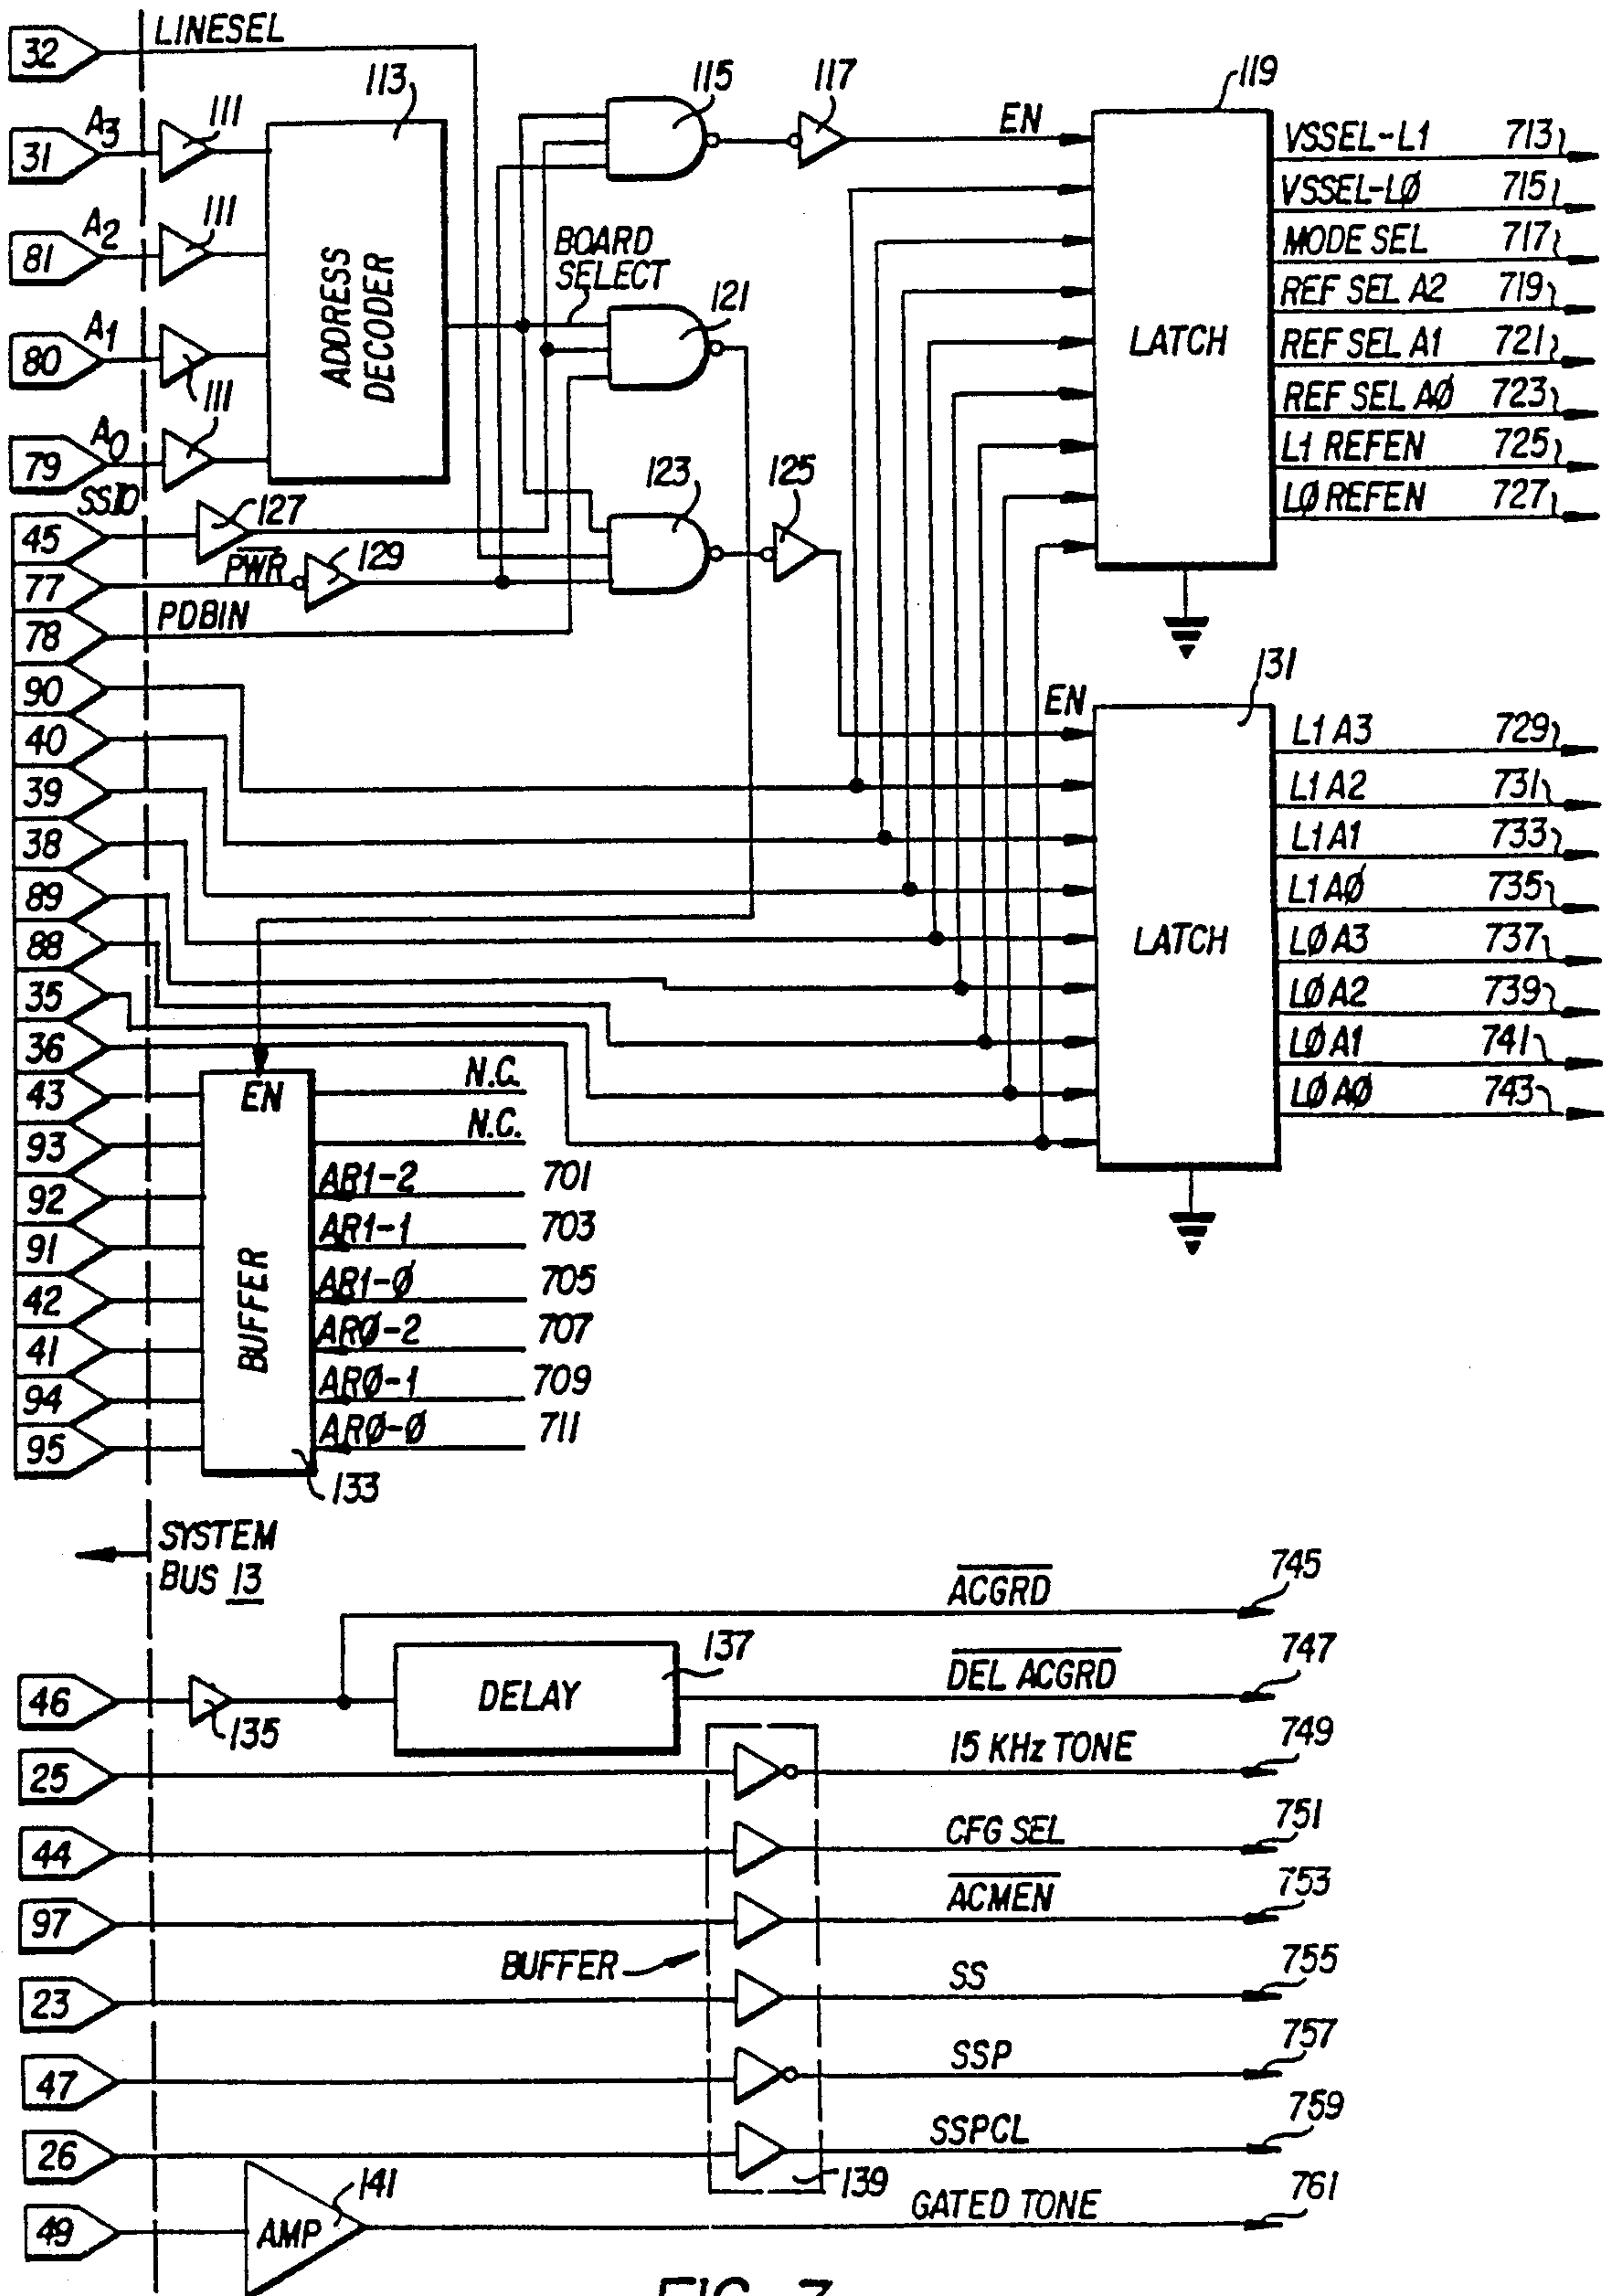 32
LINESEL
31
A3
111
113
115
117
EN
119
VSSEL-L1 713
VSSEL-LØ 715
81
A2
111
BOARD
SELECT
MODE SEL 717
REF SEL A2 719
ADDRESS
DECODER
121
LATCH
80
A1
111
REF SEL A1 721
REF SEL AØ 723
79
A0
L1 REFEN 725
LØ REFEN 727
45
SSIO
127
123
125
77
PWR
129
78
PDBIN
90
40
39
38
89
88
35
36
EN
131
LATCH
L1 A3 729
L1 A2 731
L1 A1 733
L1 AØ 735
LØ A3 737
LØ A2 739
LØ A1 741
LØ AØ 743
43
EN
N.C.
93
N.C.
92
AR1-2 701
91
AR1-1 703
42
AR1-Ø 705
41
ARØ-2 707
94
ARØ-1 709
95
ARØ-Ø 711
BUFFER
133
SYSTEM
BUS 13
ACGRD 745
46
135
DELAY
137
DEL ACGRD 747
25
15 KHz TONE 749
44
CFG SEL 751
97
ACMEN 753
BUFFER
23
SS 755
47
SSP 757
26
SSPCL 759
139
49
AMP
141
GATED TONE 761